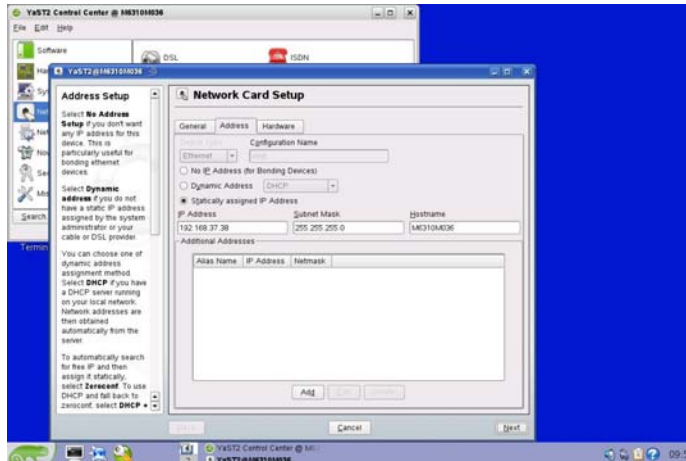 YaST2 Control Center @ M6310M036
File Edit Help
Software
DSL
ISDN
Search
YaST2@M6310M036
Address Setup
Select No Address
Setup if you don't want
any IP address for this
device. This is
particularly useful for
bonding ethernet
devices.
Select Dynamic
address if you do not
have a static IP address
assigned by the system
administrator or your
cable or DSL provider.
You can choose one of
dynamic address
assignment method.
Select DHCP if you have
a DHCP server running
on your local network.
Network addresses are
then obtained
automatically from the
server.
To automatically search
for free IP and then
assign it statically,
select Zeroconf. To use
DHCP and fall back to
zeroconf, select DHCP +
Network Card Setup
General Address Hardware
Configuration Name
Ethernet
No IP Address (for Bonding Devices)
Dynamic Address DHCP
Statically assigned IP Address
IP Address Subnet Mask Hostname
192.168.37.38 255.255.255.0 M6310M036
Additional Addresses
Alias Name IP Address Netmask
Add Edit Delete
Cancel Next
Termin
YaST2 Control Center @ M6
YaST2@M6310M036
09:5